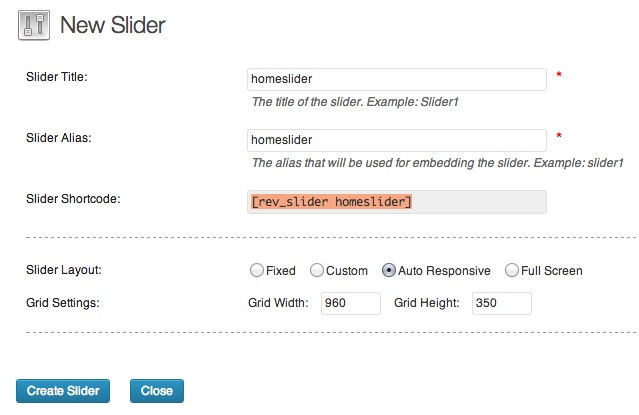 New Slider
Slider Title: homeslider *
The title of the slider. Example: Slider1
Slider Alias: homeslider *
The alias that will be used for embedding the slider. Example: slider1
Slider Shortcode: [rev_slider homeslider]
Slider Layout: Fixed Custom Auto Responsive Full Screen
Grid Settings: Grid Width: 960 Grid Height: 350
Create Slider Close